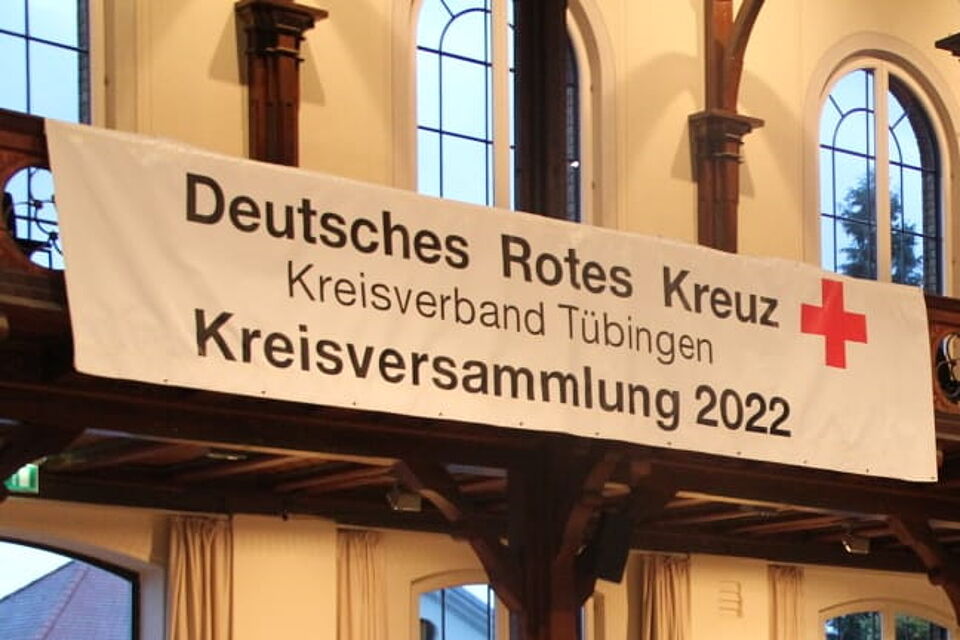 Deutsches Rotes Kreuz
Kreisverband Tübingen
Kreisversammlung 2022